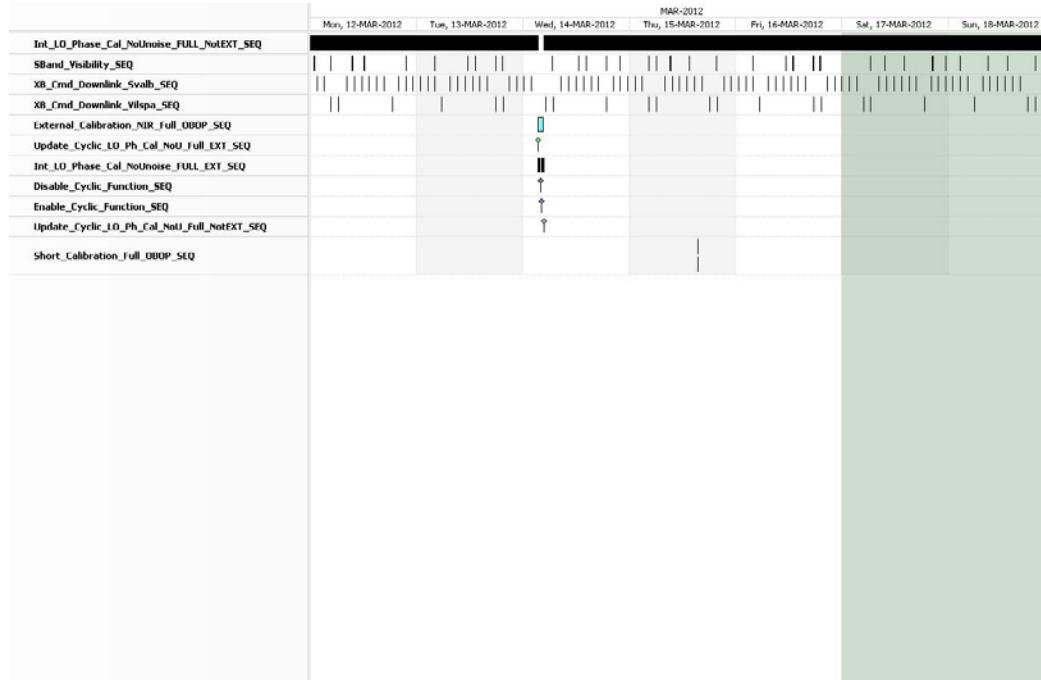 MAR-2012
Mon, 12-MAR-2012 Tue, 13-MAR-2012 Wed, 14-MAR-2012 Thu, 15-MAR-2012 Fri, 16-MAR-2012 Sat, 17-MAR-2012 Sun, 18-MAR-2012
Int_LO_Phase_Cal_NoUnoise_FULL_NotEXT_SEQ
SBand_Visibility_SEQ
XB_Cmd_Downlink_Svalb_SEQ
XB_Cmd_Downlink_Vilspa_SEQ
External_Calibration_NIR_Full_OBOP_SEQ
Update_Cyclic_LO_Ph_Cal_NoU_Full_EXT_SEQ
Int_LO_Phase_Cal_NoUnoise_FULL_EXT_SEQ
Disable_Cyclic_Function_SEQ
Enable_Cyclic_Function_SEQ
Update_Cyclic_LO_Ph_Cal_NoU_Full_NotEXT_SEQ
Short_Calibration_Full_OBOP_SEQ